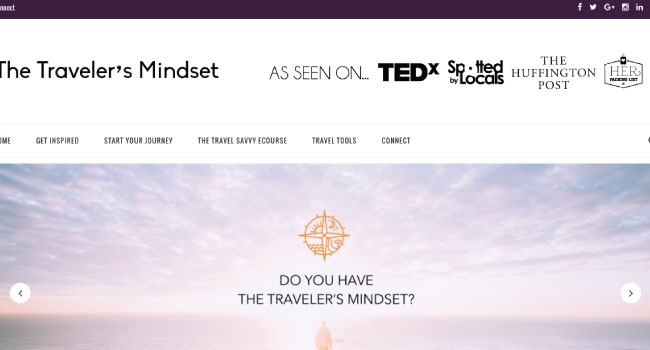 nnect
The Traveler's Mindset
AS SEEN ON...
TEDx
Spotted
by Locals
THE
HUFFINGTON
POST
HER
PACKING LIST
OME
GET INSPIRED
START YOUR JOURNEY
THE TRAVEL SAVVY ECOURSE
TRAVEL TOOLS
CONNECT
DO YOU HAVE
THE TRAVELER'S MINDSET?